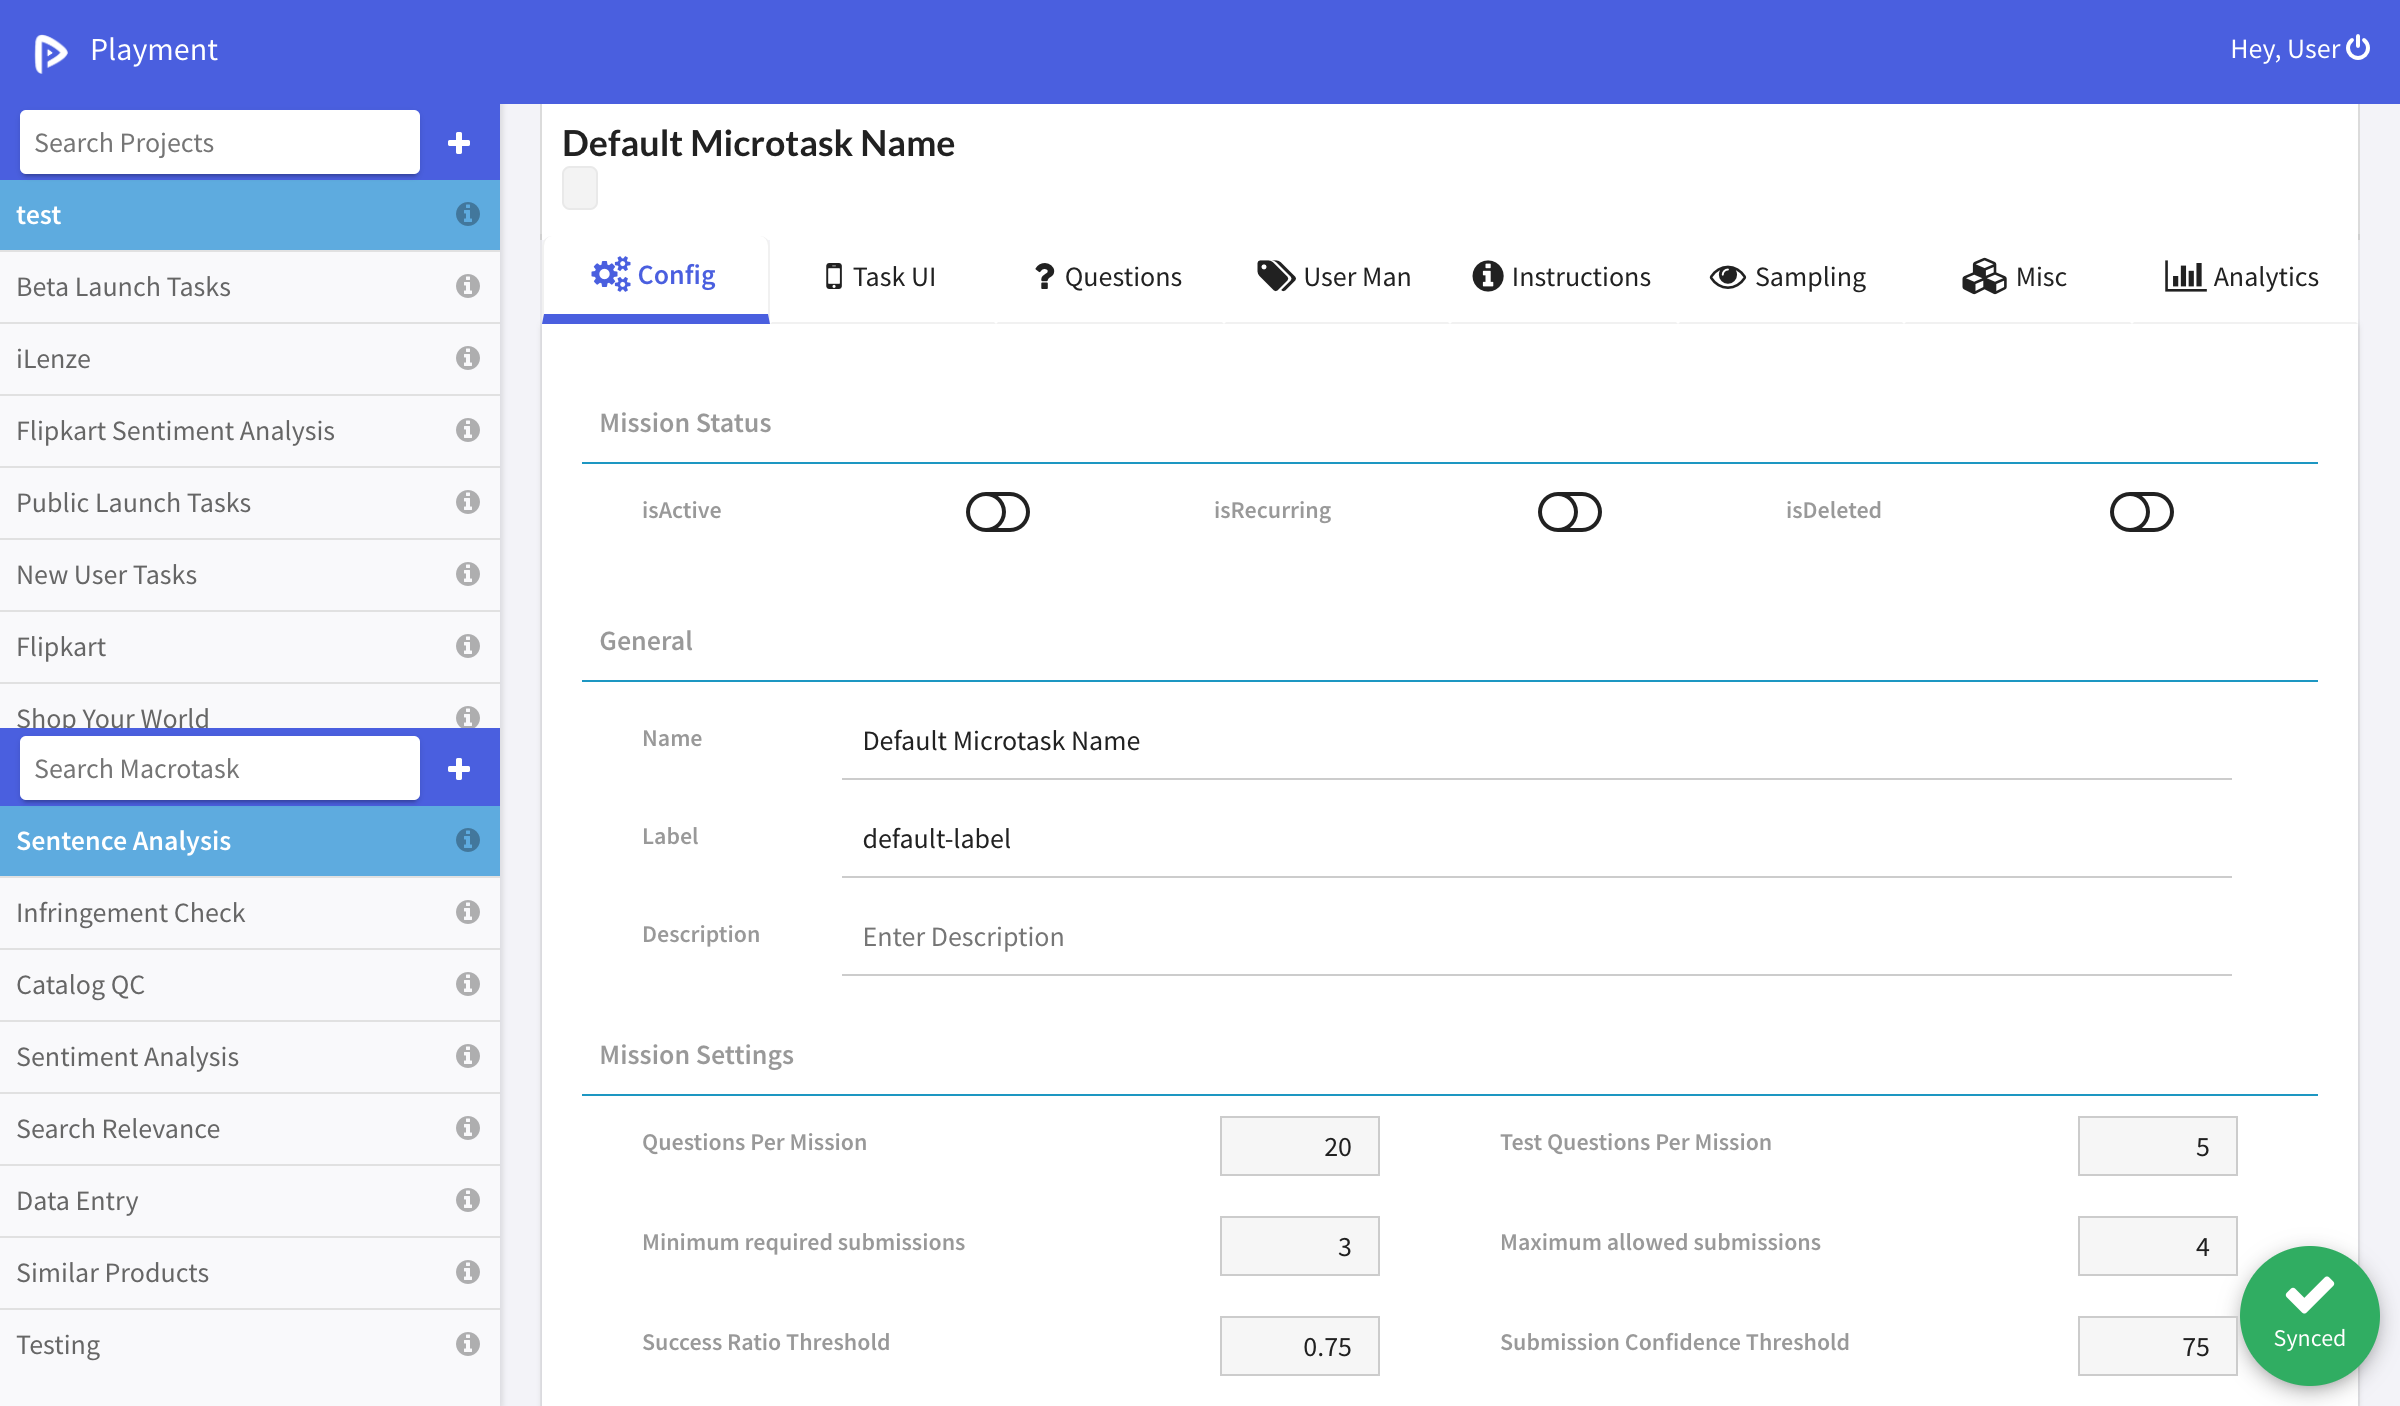 Playment
Hey, User
Search Projects
test
Beta Launch Tasks
iLenze
Flipkart Sentiment Analysis
Public Launch Tasks
New User Tasks
Flipkart
Shop Your World
Search Macrotask
Sentence Analysis
Infringement Check
Catalog QC
Sentiment Analysis
Search Relevance
Data Entry
Similar Products
Testing
Default Microtask Name
Config
Task UI
Questions
User Man
Instructions
Sampling
Misc
Analytics
Mission Status
isActive
isRecurring
isDeleted
General
Name Default Microtask Name
Label default-label
Description Enter Description
Mission Settings
Questions Per Mission 20
Test Questions Per Mission 5
Minimum required submissions 3
Maximum allowed submissions 4
Success Ratio Threshold 0.75
Submission Confidence Threshold 75
Synced